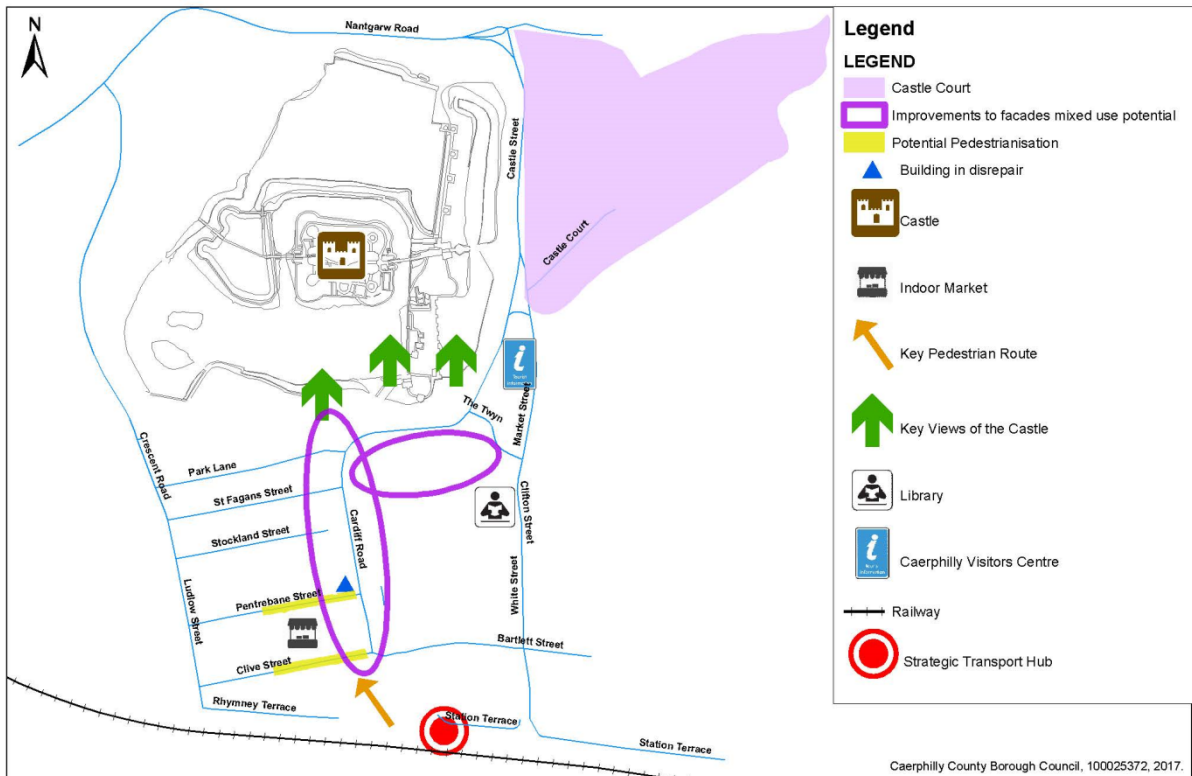 N
Nantgarw Road
Castle Street
Castle Court
i
Tourist
Information
The Twyn
Market Street
Crescent Road
Park Lane
St Fagans Street
Stockland Street
Cardiff Road
Clifton Street
White Street
Ludlow Street
Pentrebane Street
Clive Street
Bartlett Street
Rhymney Terrace
Station Terrace
Station Terrace
Legend
LEGEND
Castle Court
Improvements to facades mixed use potential
Potential Pedestrianisation
Building in disrepair
Castle
Indoor Market
Key Pedestrian Route
Key Views of the Castle
Library
i
Tourist
Information
Caerphilly Visitors Centre
Railway
Strategic Transport Hub
Caerphilly County Borough Council, 100025372, 2017.